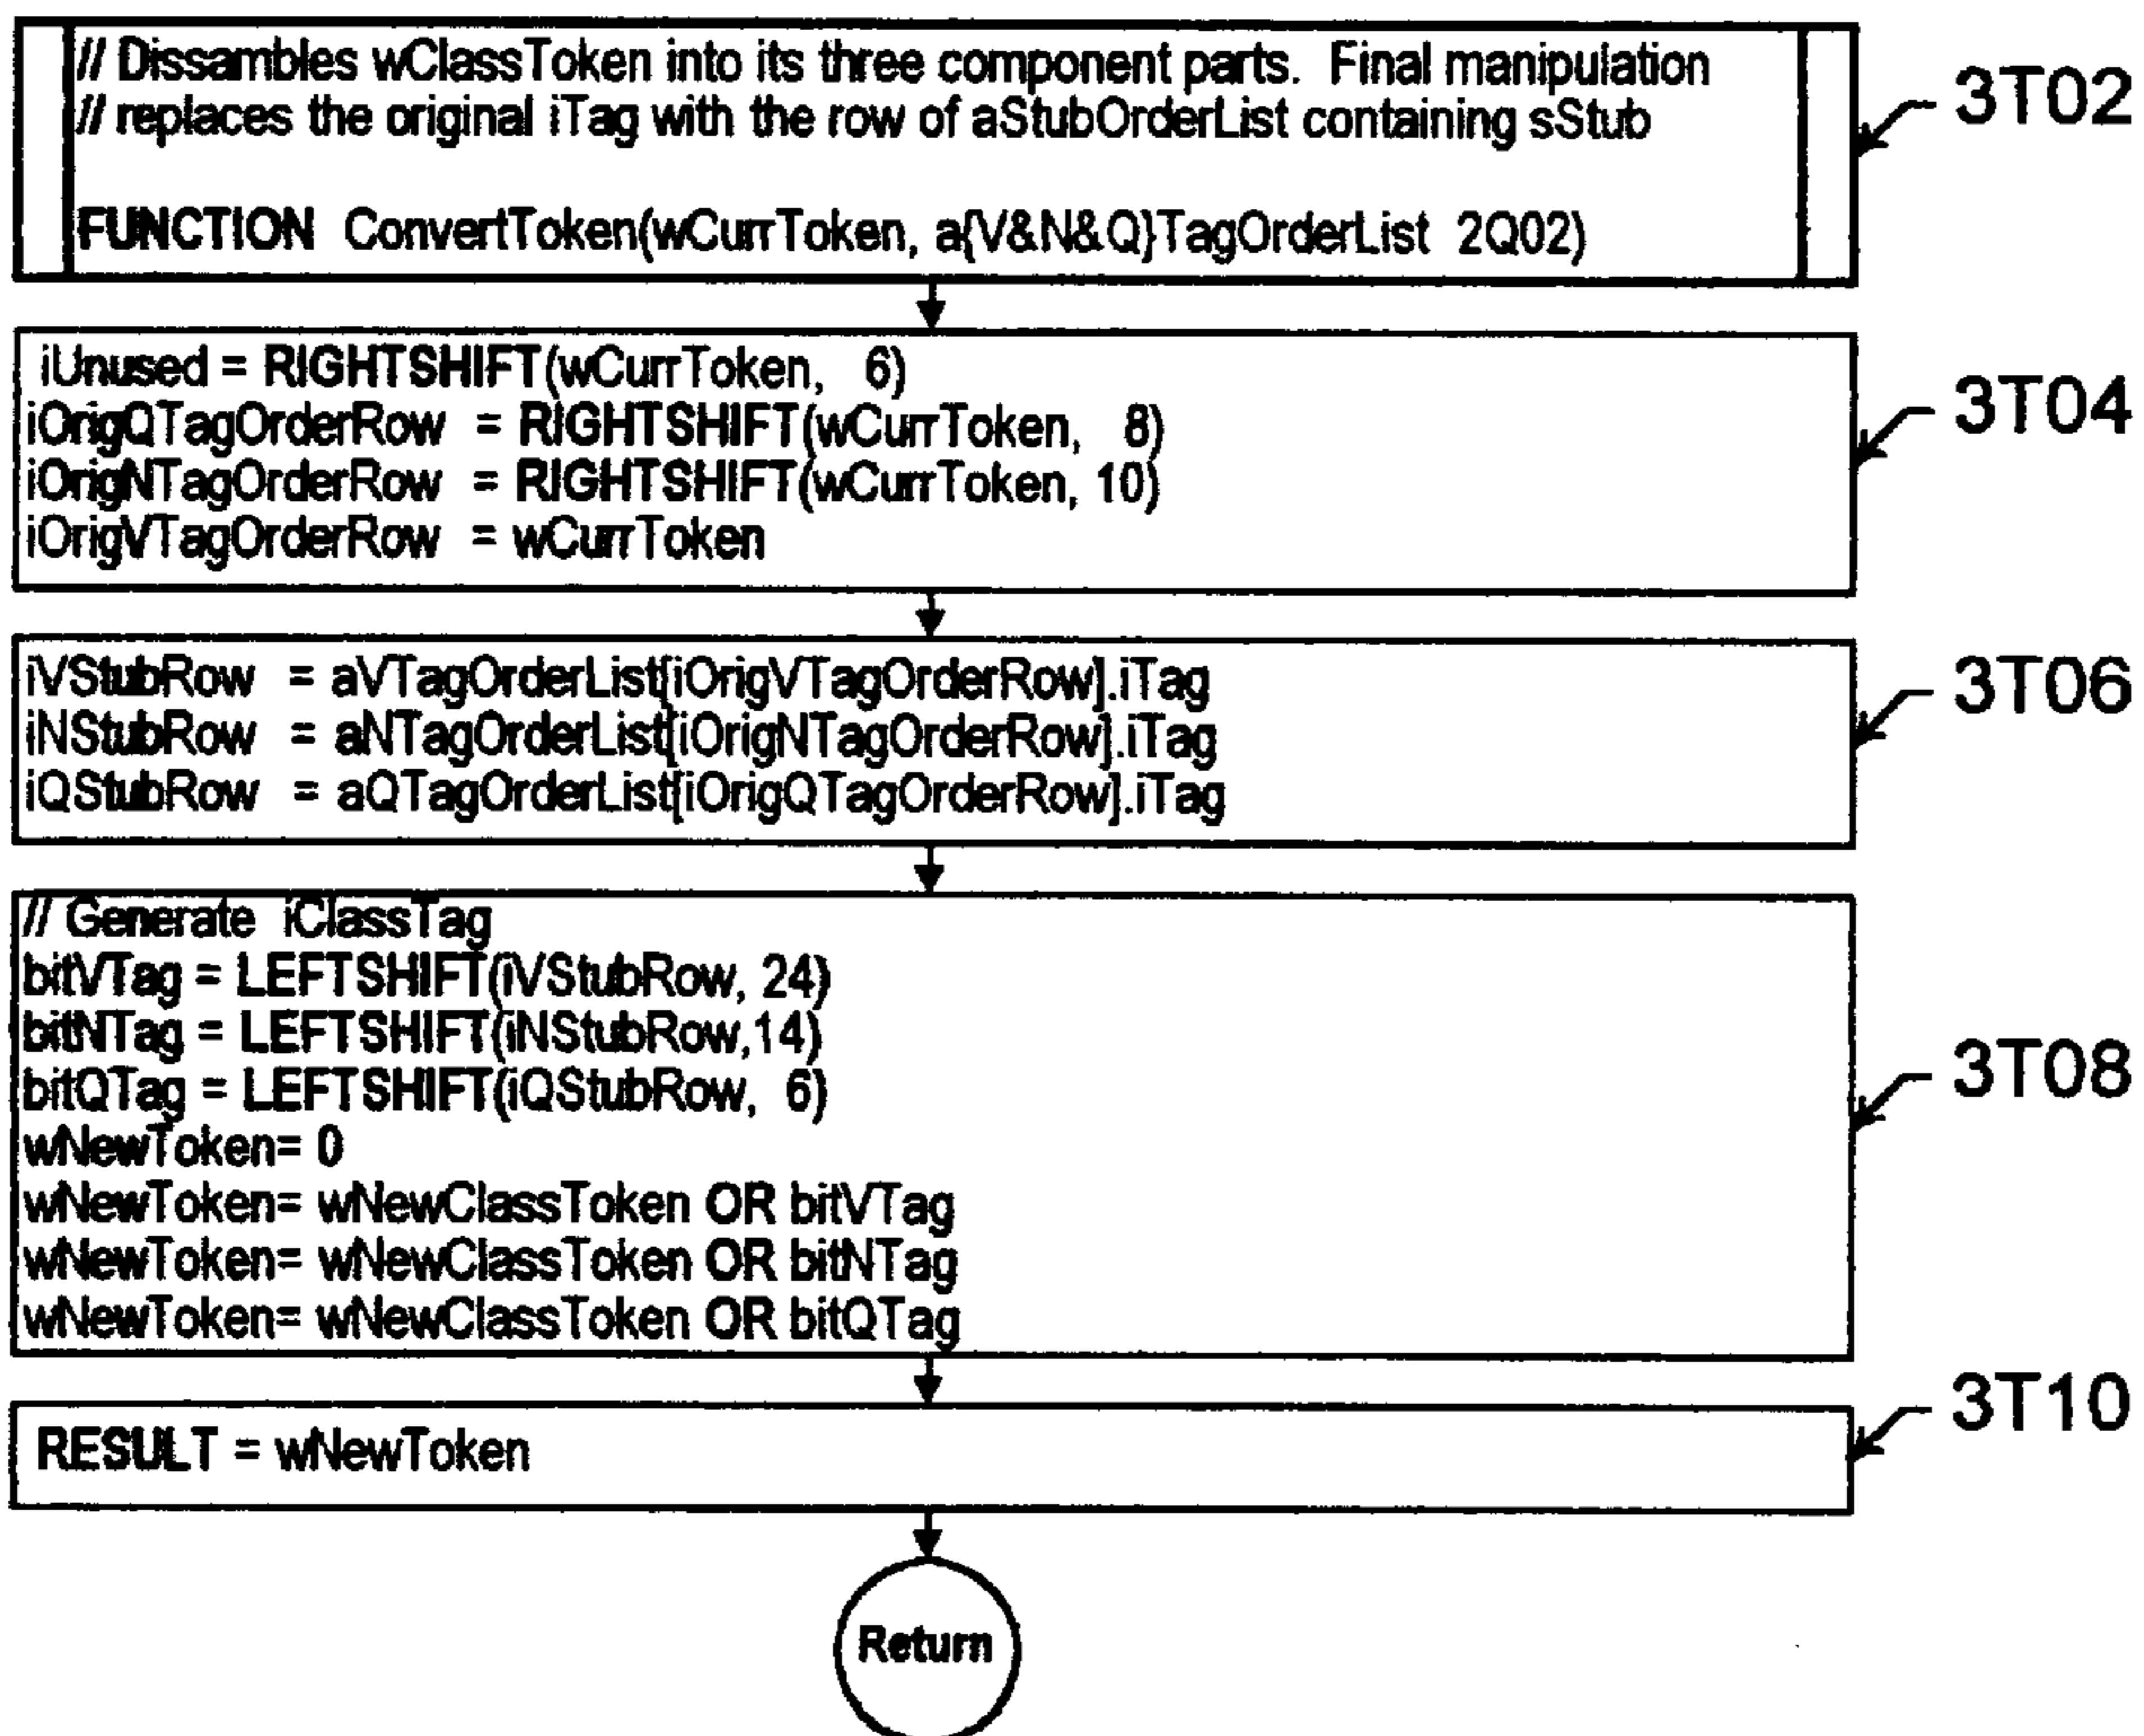 // Dissambles wClassToken into its three component parts.  Final manipulation
// replaces the original iTag with the row of aStubOrderList containing sStub
FUNCTION  ConvertToken(wCurrToken, a{V&N&Q}TagOrderList  2Q02)
3T02
iUnused = RIGHTSHIFT(wCurrToken,   6)
iOrigQTagOrderRow  = RIGHTSHIFT(wCurrToken,   8)
iOrigNTagOrderRow  = RIGHTSHIFT(wCurrToken, 10)
iOrigVTagOrderRow  = wCurrToken
3T04
iVStubRow  = aVTagOrderList[iOrigVTagOrderRow].iTag
iNStubRow  = aNTagOrderList[iOrigNTagOrderRow].iTag
iQStubRow  = aQTagOrderList[iOrigQTagOrderRow].iTag
3T06
// Generate  iClassTag
bitVTag = LEFTSHIFT(iVStubRow, 24)
bitNTag = LEFTSHIFT(iNStubRow,14)
bitQTag = LEFTSHIFT(iQStubRow,  6)
wNewToken= 0
wNewToken= wNewClassToken OR bitVTag
wNewToken= wNewClassToken OR bitNTag
wNewToken= wNewClassToken OR bitQTag
3T08
RESULT = wNewToken
3T10
Return